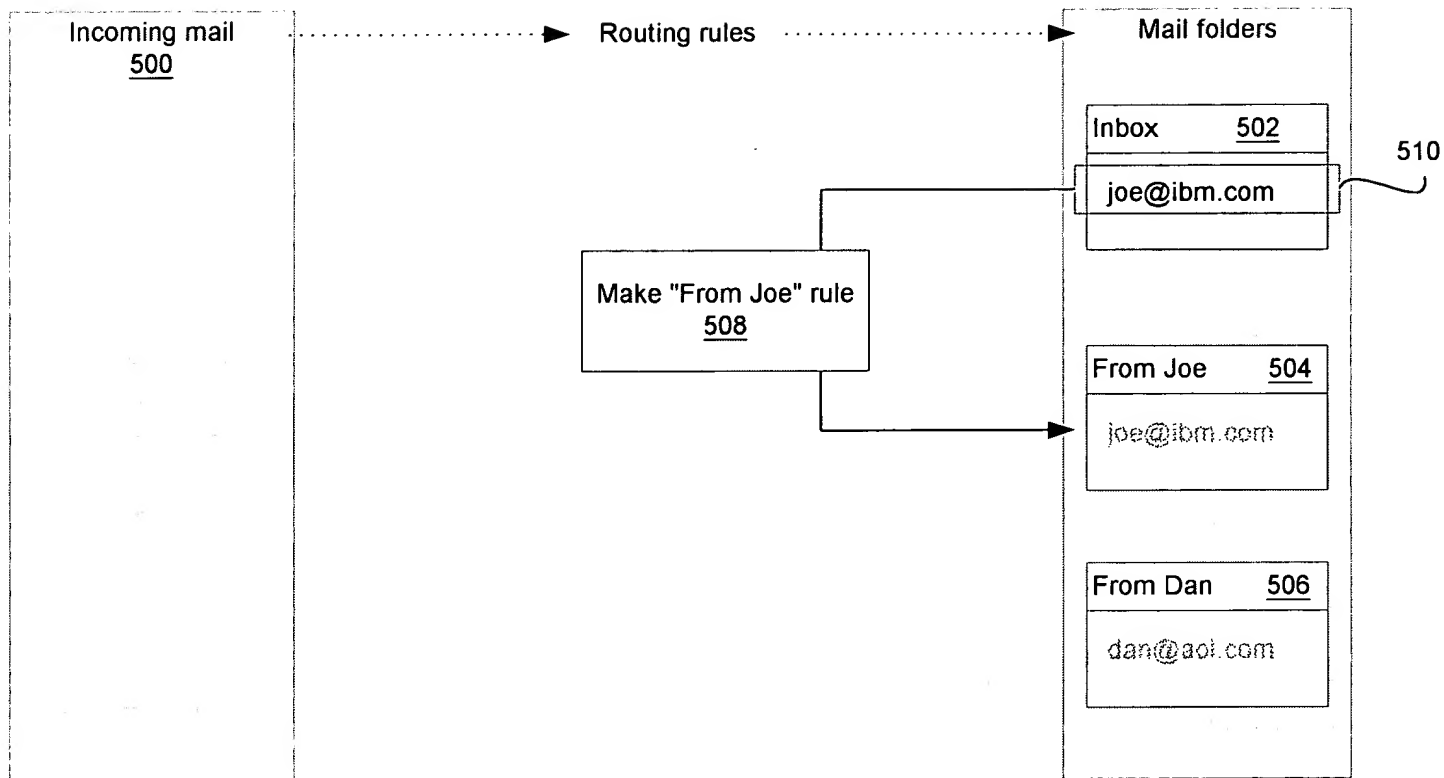 Incoming mail
500
Routing rules
Mail folders
Inbox 502
joe@ibm.com
510
Make "From Joe" rule
508
From Joe 504
joe@ibm.com
From Dan 506
dan@aol.com